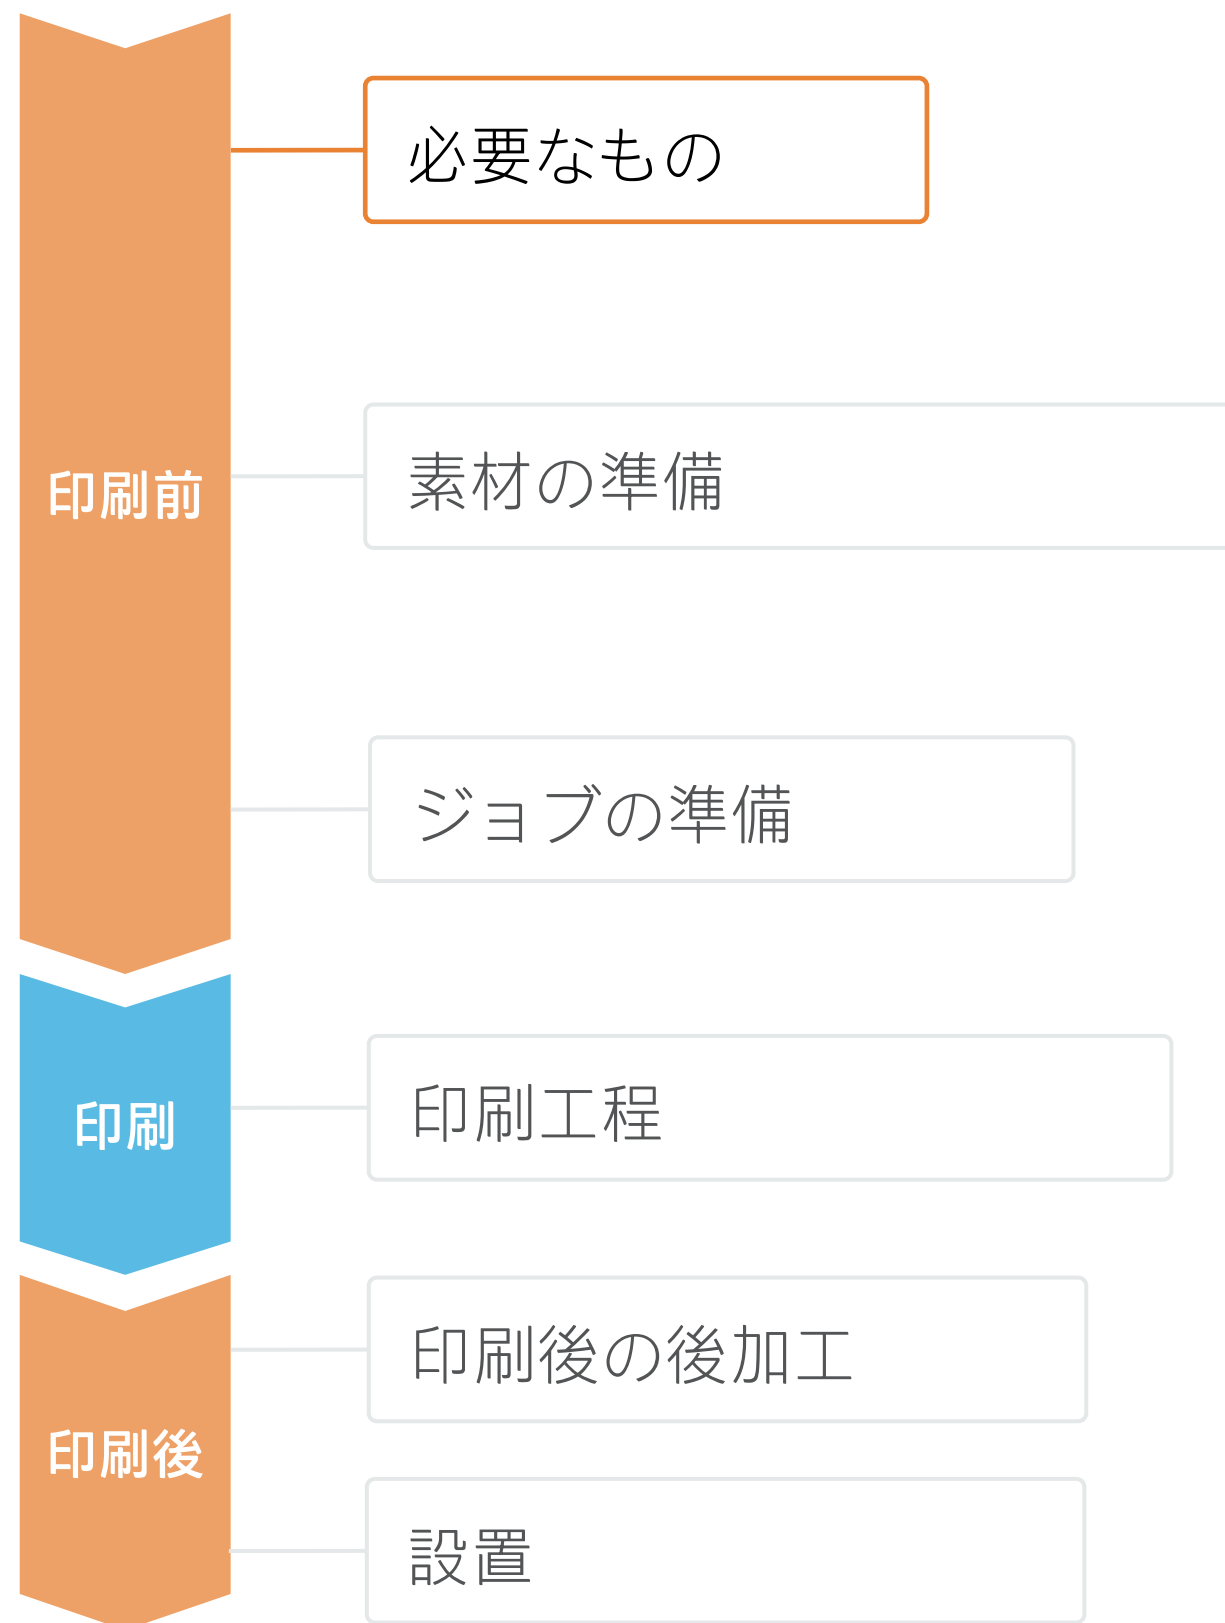 必要なもの
素材の準備
印刷前
ジョブの準備
印刷工程
印刷
印刷後の後加工
印刷後
設置